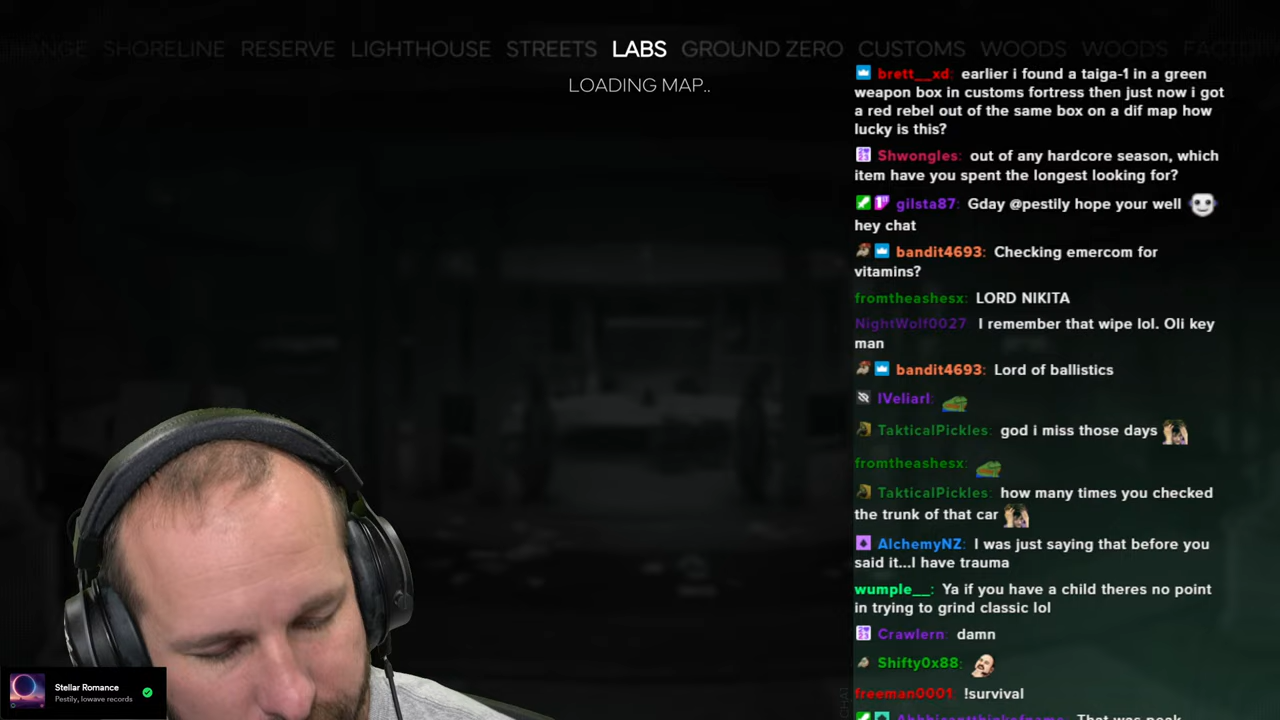 SHORELINE RESERVE LIGHTHOUSE STREETS LABS GROUND ZERO CUSTOMS WOODS WOODS
LOADING MAP..
brett__xd: earlier i found a taiga-1 in a green
weapon box in customs fortress then just now i got
a red rebel out of the same box on a dif map how
lucky is this?
Shwongles: out of any hardcore season, which
item have you spent the longest looking for?
gilsta87: Gday @pestily hope your well
hey chat
bandit4693: Checking emercom for
vitamins?
fromtheashesx: LORD NIKITA
NightWolf0027: I remember that wipe lol. Oli key
man
bandit4693: Lord of ballistics
TakticalPickles: god i miss those days
fromtheashesx:
TakticalPickles: how many times you checked
the trunk of that car
AlchemyNZ: I was just saying that before you
said it...I have trauma
wumple__: Ya if you have a child theres no point
in trying to grind classic lol
Crawlern: damn
Shifty0x88:
freeman0001: !survival
That was peak
Stellar Romance
Pestily, lowave records
CHAT